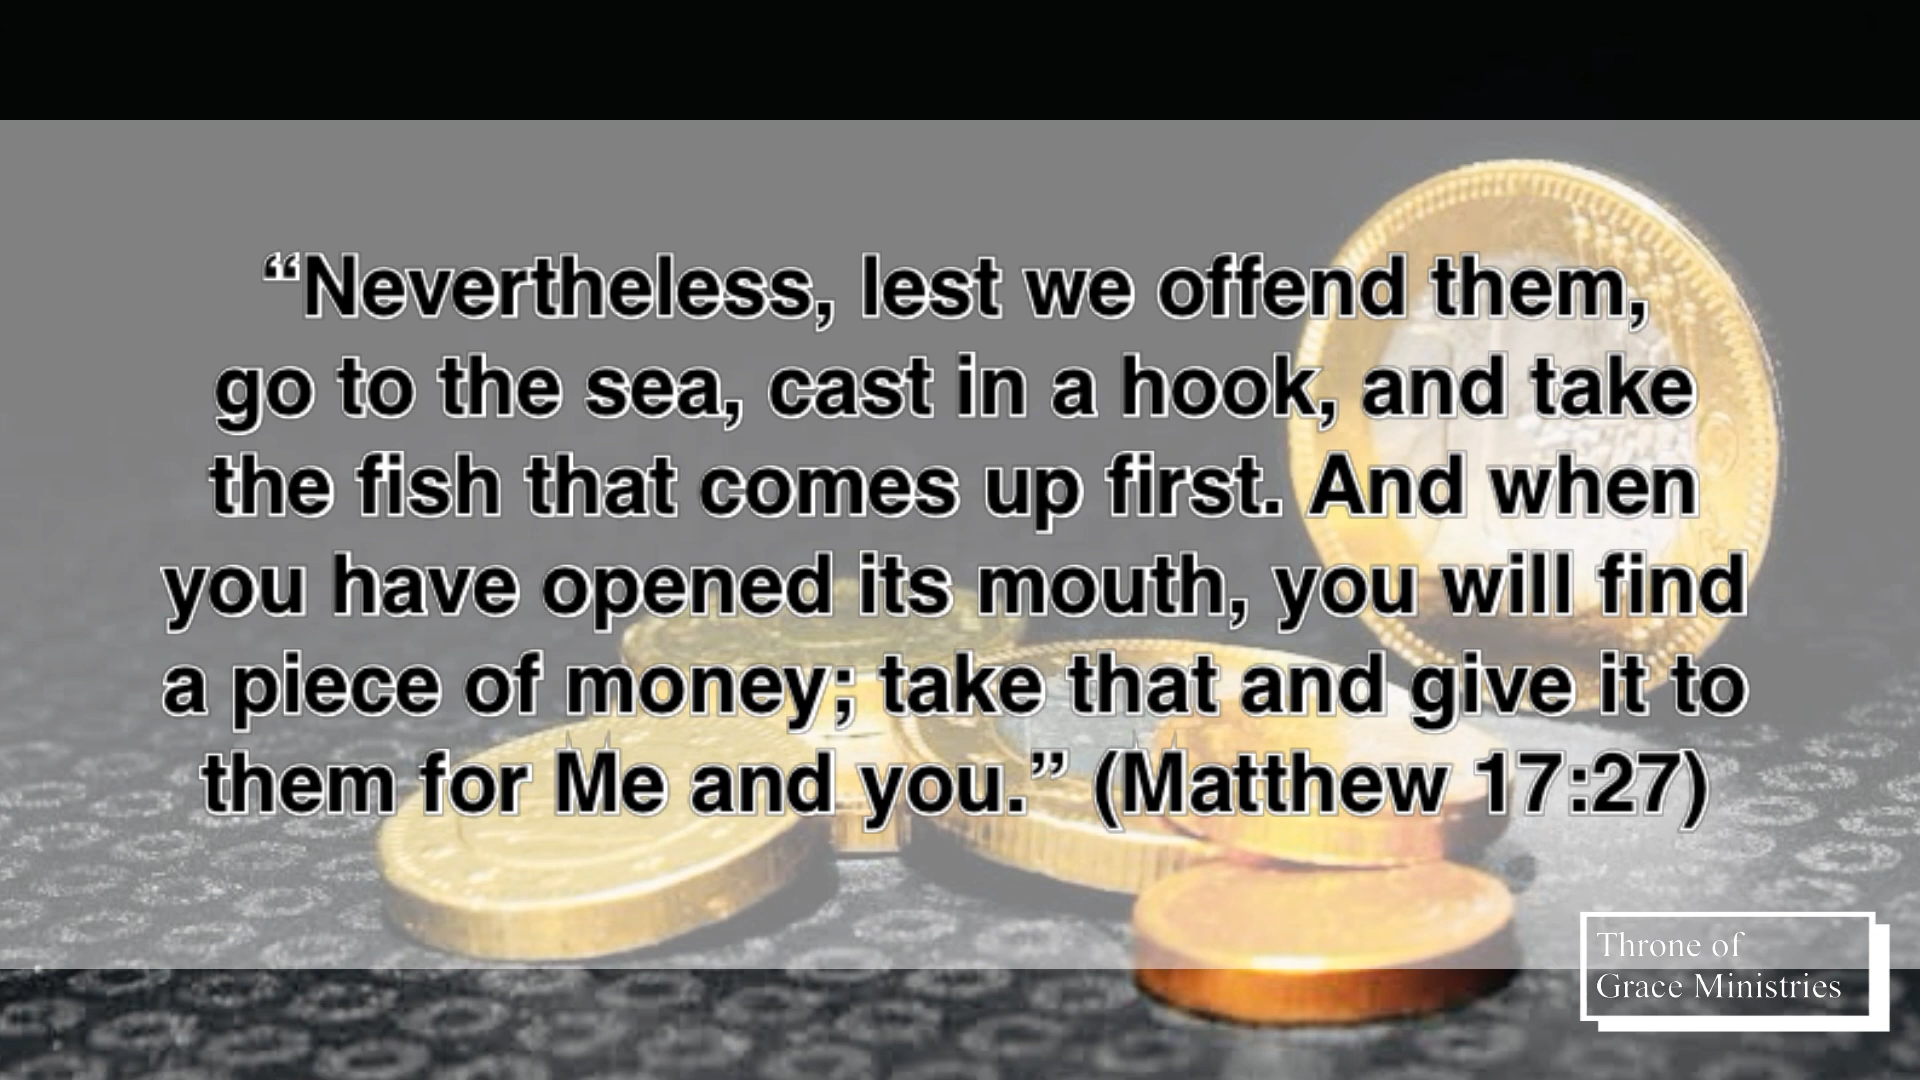 “Nevertheless, lest we offend them,
go to the sea, cast in a hook, and take
the fish that comes up first. And when
you have opened its mouth, you will find
a piece of money; take that and give it to
them for Me and you.” (Matthew 17:27)
Throne of
Grace Ministries